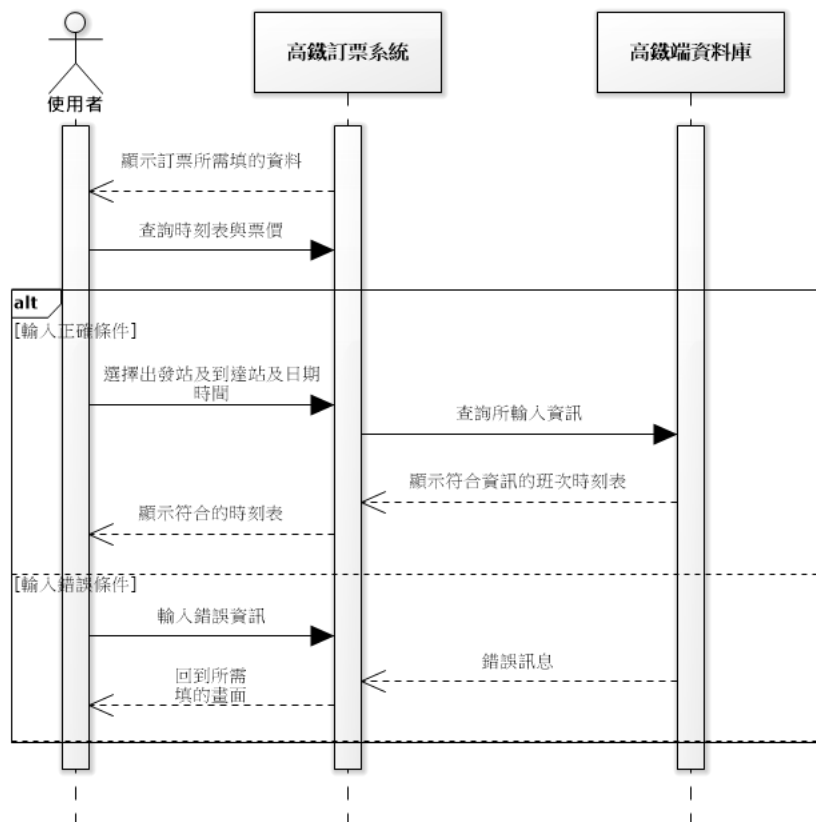 高鐵訂票系統
高鐵端資料庫
使用者
顯示訂票所需填的資料
查詢時刻表與票價
alt
[輸入正確條件]
選擇出發站及到達站及日期
時間
查詢所輸入資訊
顯示符合資訊的班次時刻表
顯示符合的時刻表
[輸入錯誤條件]
輸入錯誤資訊
錯誤訊息
回到所需
填的畫面